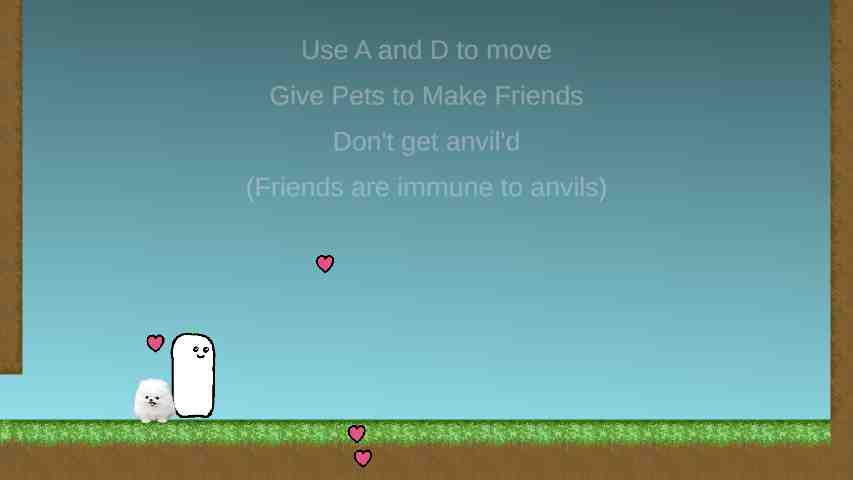 Use A and D to move
Give Pets to Make Friends
Don't get anvil'd
(Friends are immune to anvils)